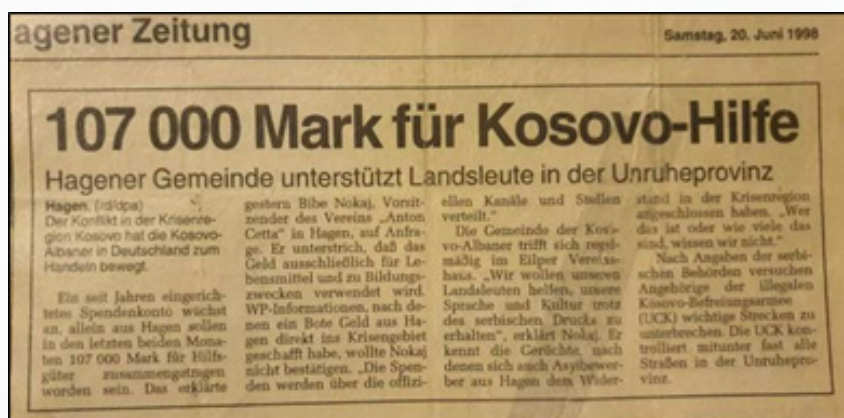 agener Zeitung
Samstag, 20. Juni 1998
107 000 Mark für Kosovo-Hilfe
Hagener Gemeinde unterstützt Landsleute in der Unruheprovinz
Hagen. (rd/dpa)
Der Konflikt in der Krisenre-
gion Kosovo hat die Kosovo-
Albaner in Deutschland zum
Handeln bewegt.
Ein seit Jahren eingerich-
tetes Spendenkonto wächst
an, allein aus Hagen sollen
in den letzten beiden Mona-
ten 107 000 Mark für Hilfs-
güter zusammengetragen
worden sein. Das erklärte
gestern Bibe Nokaj, Vorsit-
zender des Vereins „Anton
Cetta" in Hagen, auf Anfra-
ge. Er unterstrich, daß das
Geld ausschließlich für Le-
bensmittel und zu Bildungs-
zwecken verwendet wird.
WP-Informationen, nach de-
nen ein Bote Geld aus Ha-
gen direkt ins Krisengebiet
geschafft habe, wollte Nokaj
nicht bestätigen. „Die Spen-
den werden über die offizi-
ellen Kanäle und Stellen
verteilt."
Die Gemeinde der Koso-
vo-Albaner trifft sich regel-
mäßig im Eilper Vereins-
haus. „Wir wollen unseren
Landsleuten helfen, unsere
Sprache und Kultur trotz
des serbischen Drucks zu
erhalten", erklärt Nokaj. Er
kennt die Gerüchte, nach
denen sich auch Asylbewer-
ber aus Hagen dem Wider-
stand in der Krisenregion
angeschlossen haben. „Wer
das ist oder wie viele das
sind, wissen wir nicht."
Nach Angaben der serbi-
schen Behörden versuchen
Angehörige der illegalen
Kosovo-Befreiungsarmee
(UCK) wichtige Strecken zu
unterbrechen. Die UCK kon-
trolliert mitunter fast alle
Straßen in der Unruhepro-
vinz.